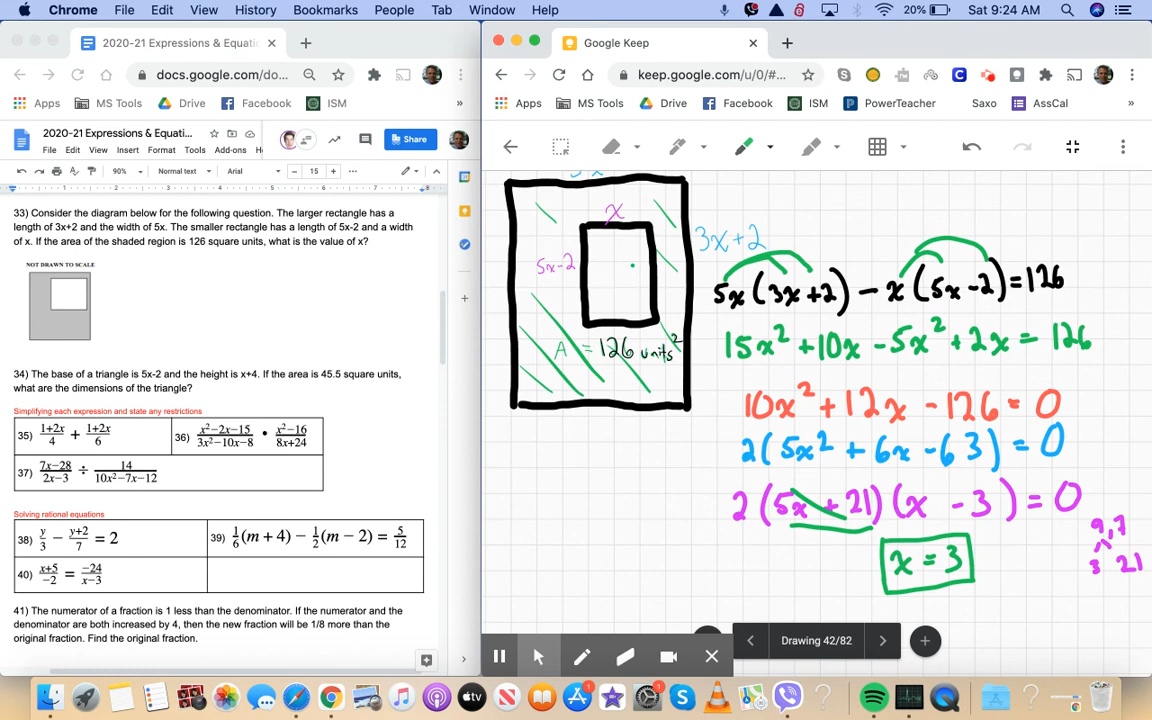 Chrome File Edit View History Bookmarks People Tab Window Help 20% Sat 9:24 AM
2020-21 Expressions & Equati
docs.google.com/do...
Apps MS Tools Drive Facebook ISM »
2020-21 Expressions & Equati...
File Edit View Insert Format Tools Add-ons
Share
90% Normal text Arial 15
33) Consider the diagram below for the following question. The larger rectangle has a
length of 3x+2 and the width of 5x. The smaller rectangle has a length of 5x-2 and a width
of x. If the area of the shaded region is 126 square units, what is the value of x?
NOT DRAWN TO SCALE
34) The base of a triangle is 5x-2 and the height is x+4. If the area is 45.5 square units,
what are the dimensions of the triangle?
Simplifying each expression and state any restrictions
35) (1+2x)/4 + (1+2x)/6
36) (x²−2x−15)/(3x²−10x−8) • (x²−16)/(8x+24)
37) (7x−28)/(2x−3) ÷ 14/(10x²−7x−12)
Solving rational equations
38) y/3 − (y+2)/7 = 2
39) 1/6(m + 4) − 1/2(m − 2) = 5/12
40) (x+5)/−2 = −24/(x−3)
41) The numerator of a fraction is 1 less than the denominator. If the numerator and the
denominator are both increased by 4, then the new fraction will be 1/8 more than the
original fraction. Find the original fraction.
Google Keep
keep.google.com/u/0/#...
Apps MS Tools Drive Facebook ISM PowerTeacher Saxo AssCal »
x
5x-2
3x+2
A = 126 units²
5x(3x+2) − x(5x−2) = 126
15x² + 10x − 5x² + 2x = 126
10x² + 12x − 126 = 0
2(5x² + 6x − 63) = 0
2(5x + 21)(x − 3) = 0
9,7
3 21
x = 3
Drawing 42/82